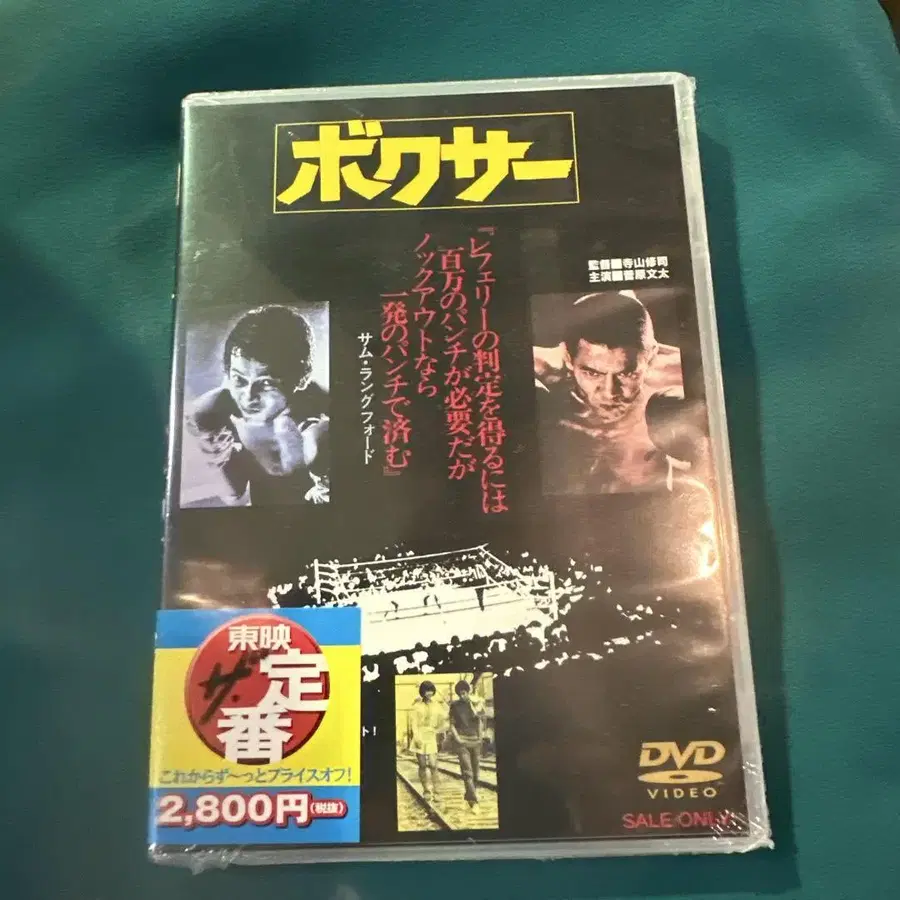 ボクサー
監督■寺山修司
主演■菅原文太
『レフェリーの判定を得るには
百万のパンチが必要だが
ノックアウトなら
一発のパンチで済む』
サム・ラングフォード
東映
ザ・定番
これからず〜っとプライスオフ!
2,800円(税抜)
ト!
DVD
VIDEO
SALE ONLY